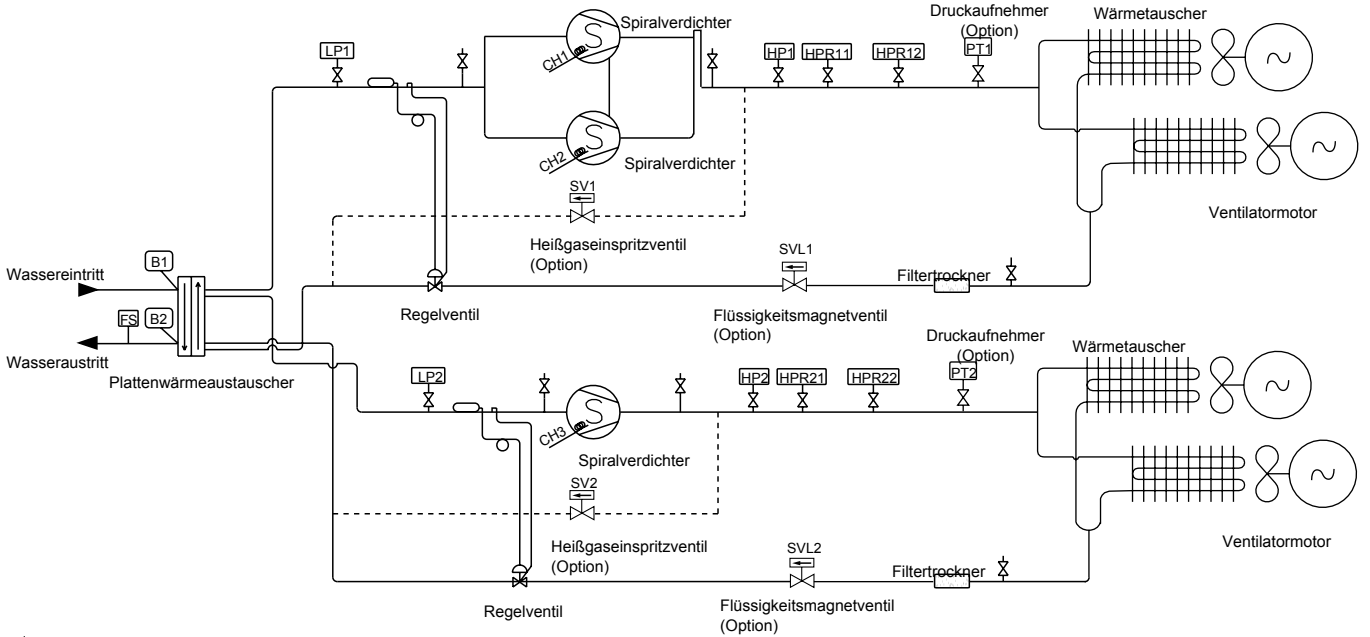 Druckaufnehmer
(Option)
Wärmetauscher
Spiralverdichter
LP1
CH1
HP1
HPR11
HPR12
PT1
CH2
Spiralverdichter
SV1
Heißgaseinspritzventil
(Option)
Ventilatormotor
SVL1
Filtertrockner
B1
Wassereintritt
Regelventil
Flüssigkeitsmagnetventil
(Option)
FS
B2
Wasseraustritt
Plattenwärmeaustauscher
Druckaufnehmer
(Option)
Wärmetauscher
LP2
HP2
HPR21
HPR22
PT2
CH3
Spiralverdichter
SV2
Heißgaseinspritzventil
(Option)
Ventilatormotor
SVL2
Filtertrockner
Regelventil
Flüssigkeitsmagnetventil
(Option)